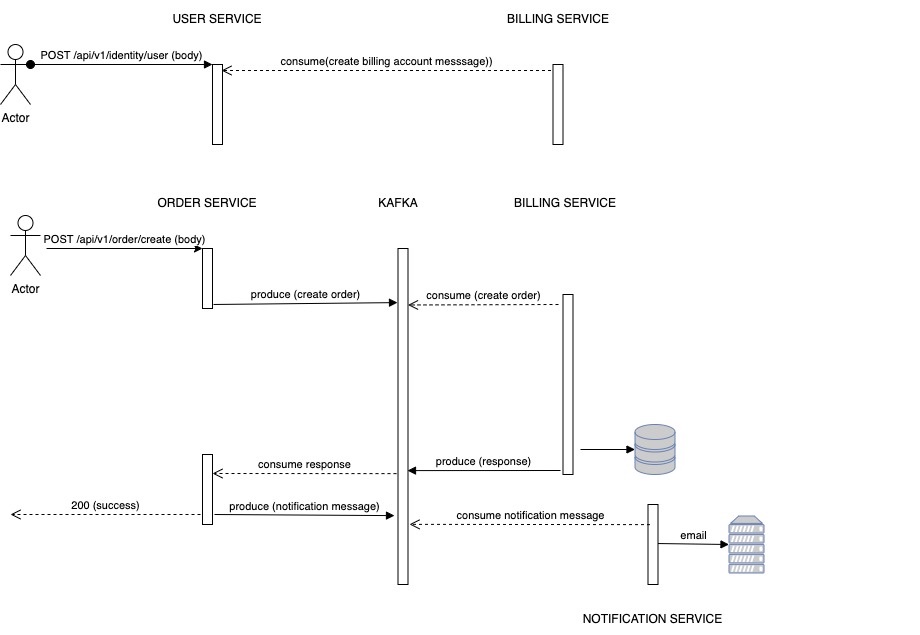 USER SERVICE
BILLING SERVICE
POST /api/v1/identity/user (body)
consume(create billing account messsage))
Actor
ORDER SERVICE
KAFKA
BILLING SERVICE
POST /api/v1/order/create (body)
Actor
produce (create order)
consume (create order)
consume response
produce (response)
200 (success)
produce (notification message)
consume notification message
email
NOTIFICATION SERVICE